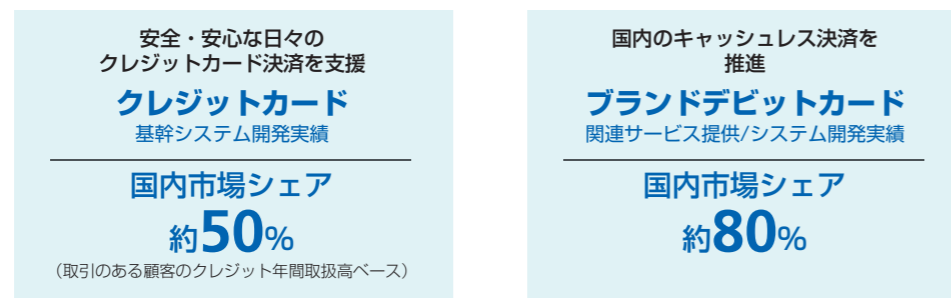 安全・安心な日々の
クレジットカード決済を支援
クレジットカード
基幹システム開発実績
国内市場シェア
約50%
（取引のある顧客のクレジット年間取扱高ベース）
国内のキャッシュレス決済を
推進
ブランドデビットカード
関連サービス提供/システム開発実績
国内市場シェア
約80%